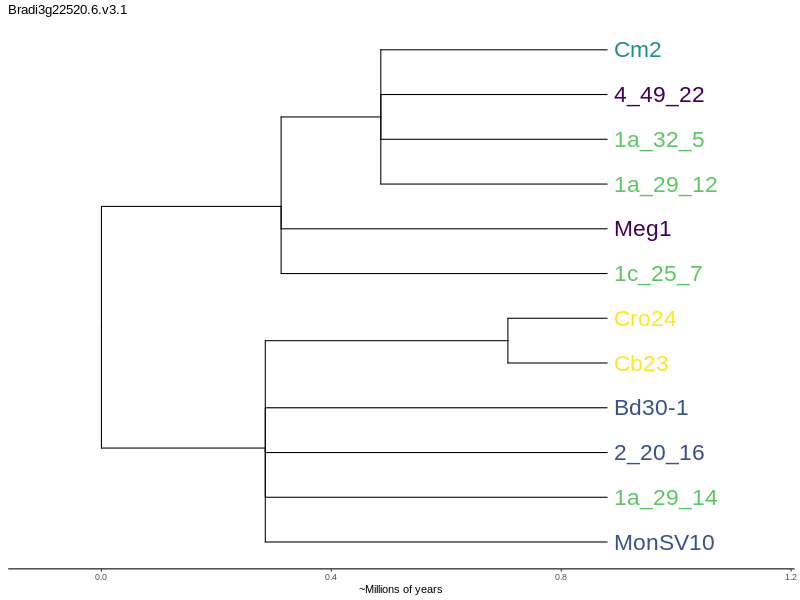 Bradi3g22520.6.v3.1
Cm2
4_49_22
1a_32_5
1a_29_12
Meg1
1c_25_7
Cro24
Cb23
Bd30-1
2_20_16
1a_29_14
MonSV10
0.0 0.4 0.8 1.2
~Millions of years